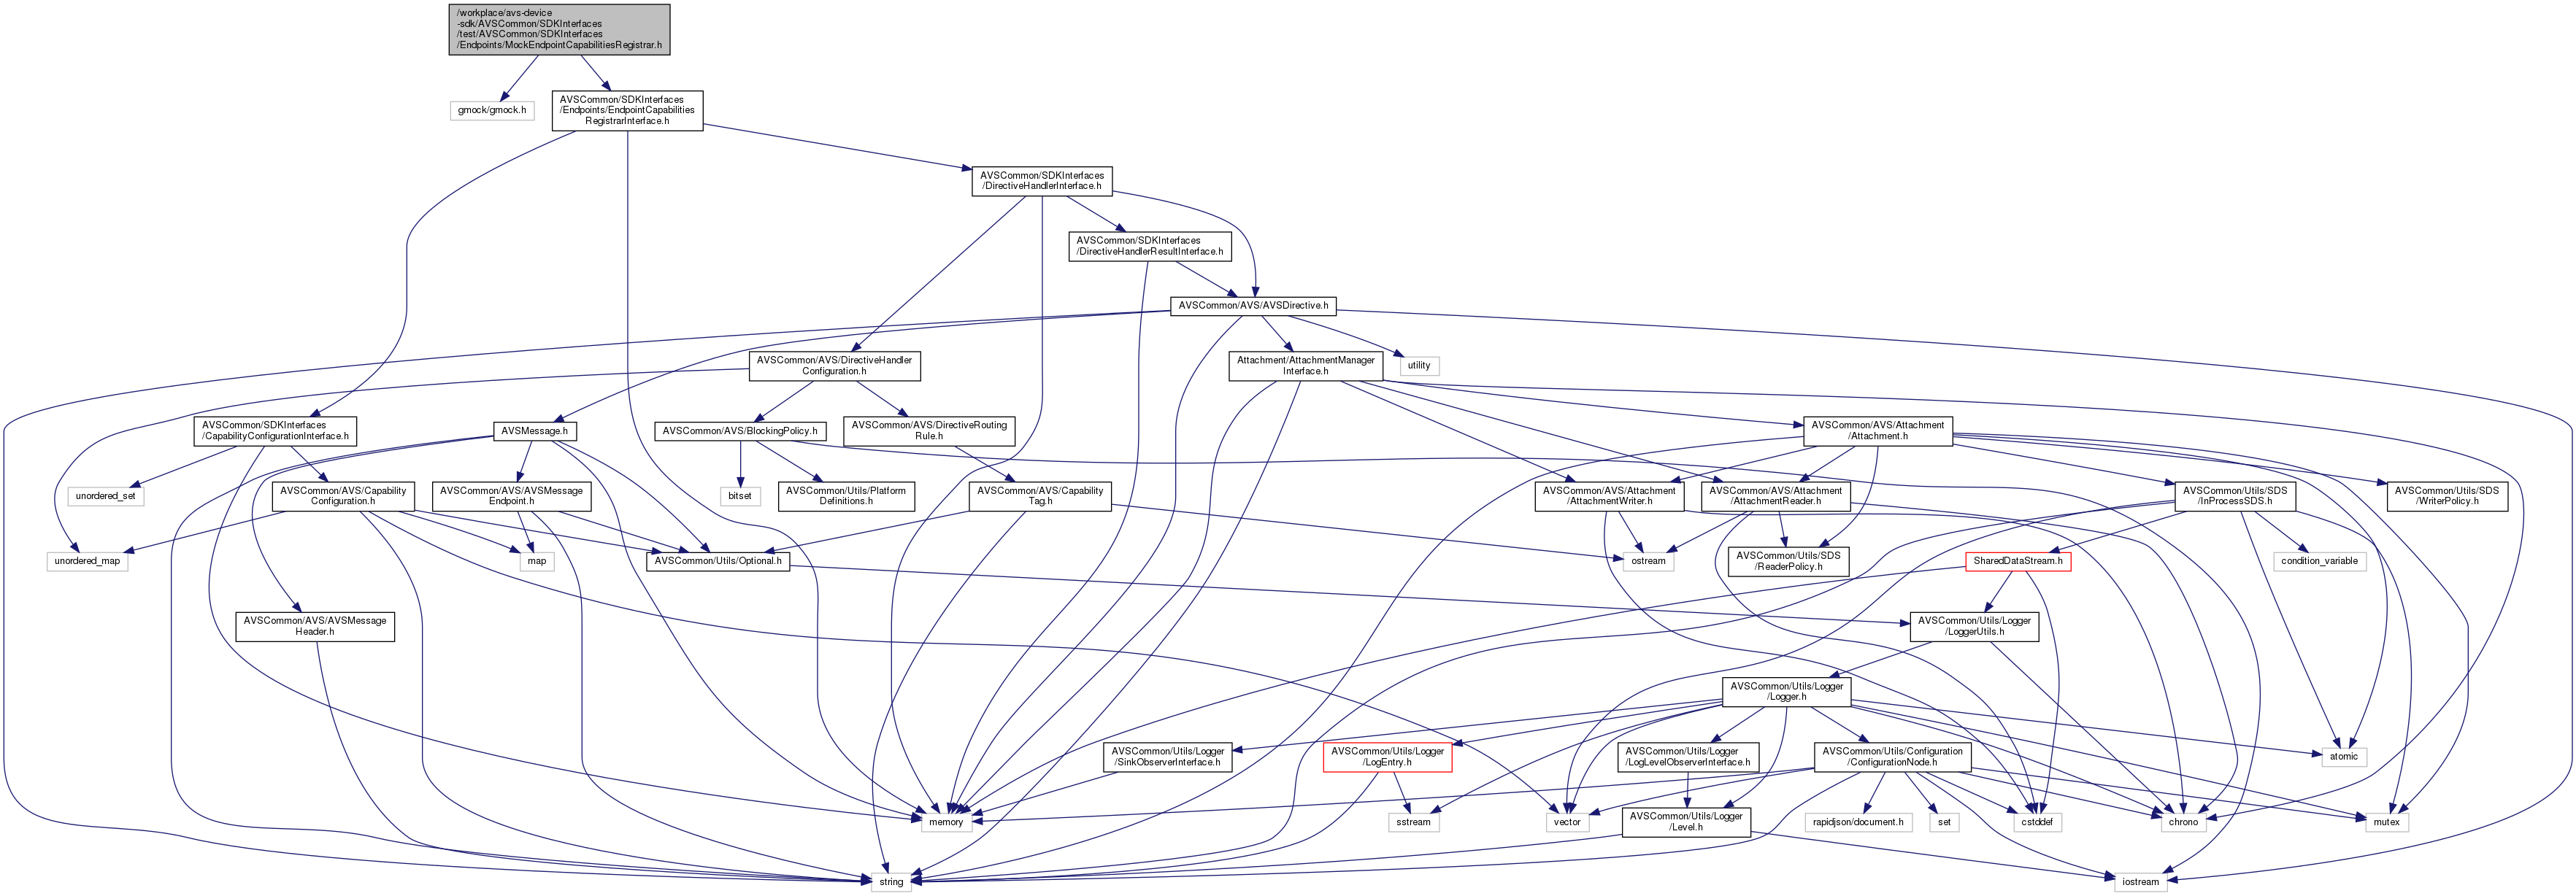 /workplace/avs-device
-sdk/AVSCommon/SDKInterfaces
/test/AVSCommon/SDKInterfaces
/Endpoints/MockEndpointCapabilitiesRegistrar.h
gmock/gmock.h
AVSCommon/SDKInterfaces
/Endpoints/EndpointCapabilities
RegistrarInterface.h
AVSCommon/SDKInterfaces
/DirectiveHandlerInterface.h
AVSCommon/SDKInterfaces
/DirectiveHandlerResultInterface.h
AVSCommon/AVS/AVSDirective.h
AVSCommon/AVS/DirectiveHandler
Configuration.h
Attachment/AttachmentManager
Interface.h
utility
AVSCommon/SDKInterfaces
/CapabilityConfigurationInterface.h
AVSMessage.h
AVSCommon/AVS/BlockingPolicy.h
AVSCommon/AVS/DirectiveRouting
Rule.h
AVSCommon/AVS/Attachment
/Attachment.h
unordered_set
AVSCommon/AVS/Capability
Configuration.h
AVSCommon/AVS/AVSMessage
Endpoint.h
bitset
AVSCommon/Utils/Platform
Definitions.h
AVSCommon/AVS/Capability
Tag.h
AVSCommon/AVS/Attachment
/AttachmentWriter.h
AVSCommon/AVS/Attachment
/AttachmentReader.h
AVSCommon/Utils/SDS
/InProcessSDS.h
AVSCommon/Utils/SDS
/WriterPolicy.h
unordered_map
map
AVSCommon/Utils/Optional.h
ostream
AVSCommon/Utils/SDS
/ReaderPolicy.h
SharedDataStream.h
condition_variable
AVSCommon/AVS/AVSMessage
Header.h
AVSCommon/Utils/Logger
/LoggerUtils.h
AVSCommon/Utils/Logger
/Logger.h
AVSCommon/Utils/Logger
/SinkObserverInterface.h
AVSCommon/Utils/Logger
/LogEntry.h
AVSCommon/Utils/Logger
/LogLevelObserverInterface.h
AVSCommon/Utils/Configuration
/ConfigurationNode.h
atomic
memory
sstream
vector
AVSCommon/Utils/Logger
/Level.h
rapidjson/document.h
set
cstddef
chrono
mutex
string
iostream